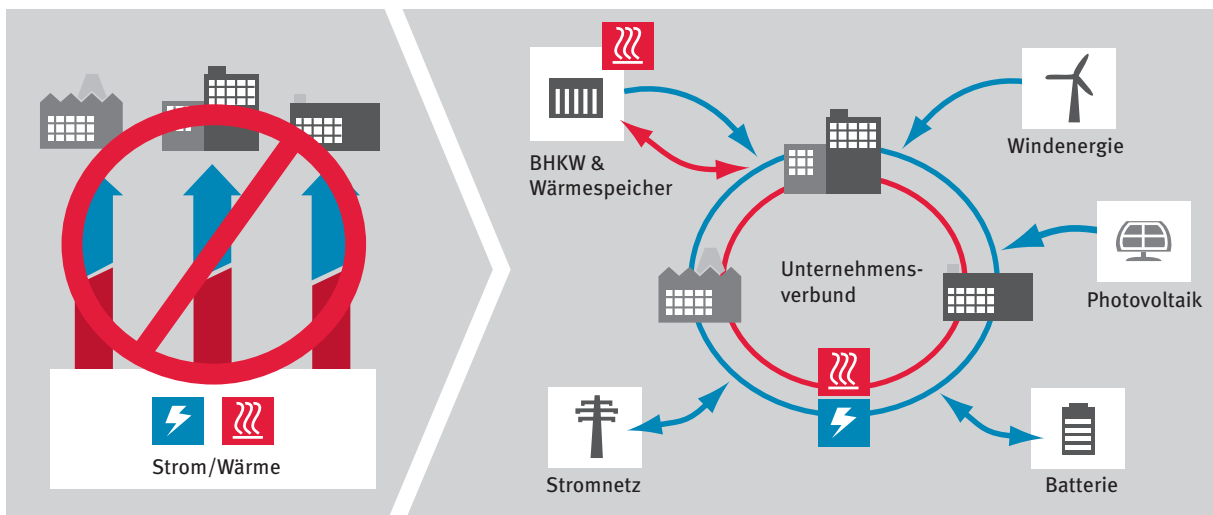 Strom/Wärme
BHKW &
Wärmespeicher
Windenergie
Unternehmens-
verbund
Photovoltaik
Stromnetz
Batterie